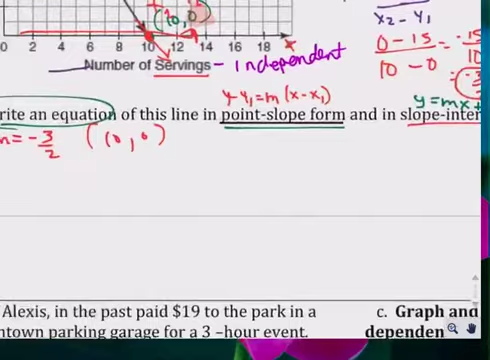 (10, 0)
x₂ - y₁
0 - 15
-15
0 2 4 6 8 10 12 14 16 18 x
10 - 0
10
Number of Servings - independent
y-y₁=m(x-x₁)
y=mx+
rite an equation of this line in point-slope form and in slope-inter
m = -3/2 (10, 0)
Alexis, in the past paid $19 to the park in a
ntown parking garage for a 3 -hour event.
c. Graph and
dependen